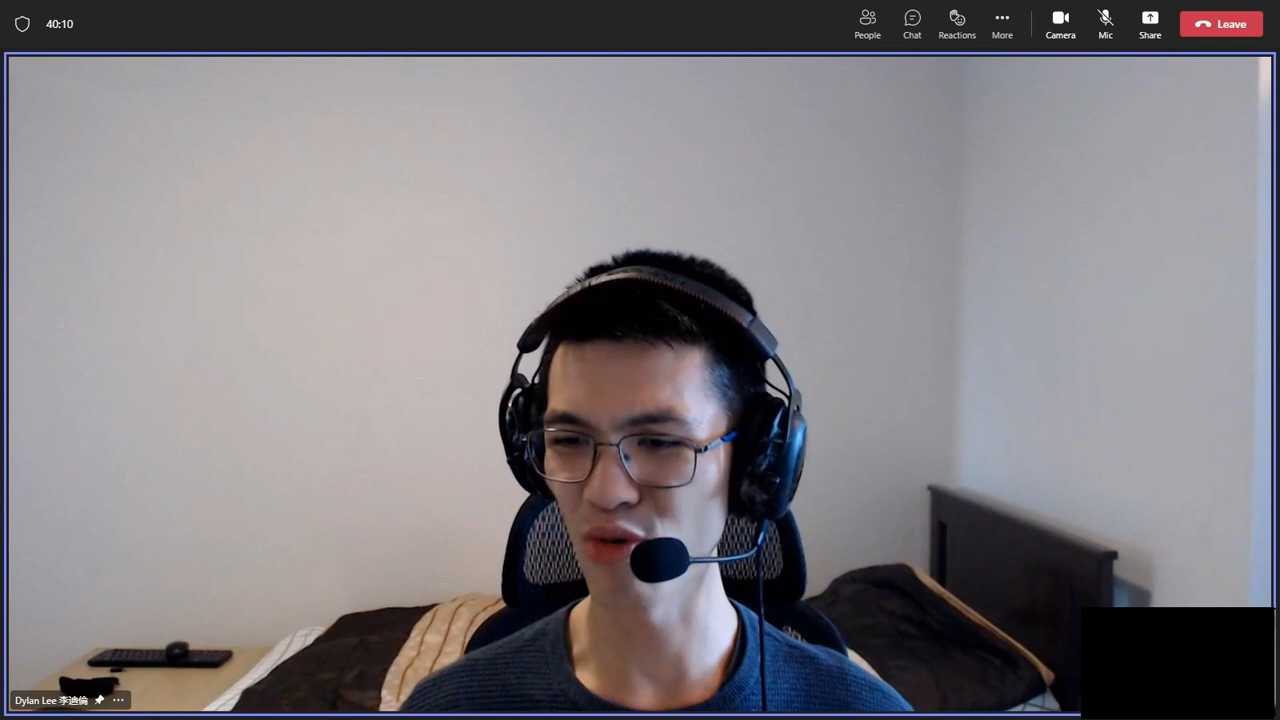 40:10
People
Chat
Reactions
More
Camera
Mic
Share
Leave
Dylan Lee 李迪倫